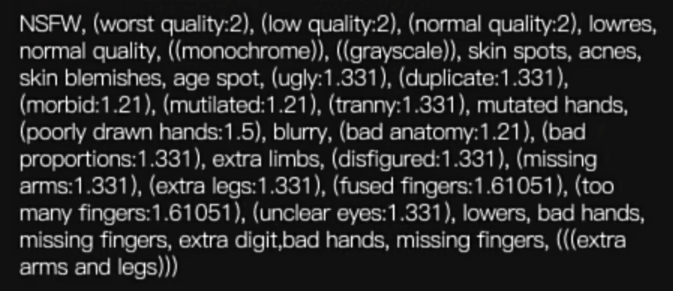 NSFW, (worst quality:2), (low quality:2), (normal quality:2), lowres,
normal quality, ((monochrome)), ((grayscale)), skin spots, acnes,
skin blemishes, age spot, (ugly:1.331), (duplicate:1.331),
(morbid:1.21), (mutilated:1.21), (tranny:1.331), mutated hands,
(poorly drawn hands:1.5), blurry, (bad anatomy:1.21), (bad
proportions:1.331), extra limbs, (disfigured:1.331), (missing
arms:1.331), (extra legs:1.331), (fused fingers:1.61051), (too
many fingers:1.61051), (unclear eyes:1.331), lowers, bad hands,
missing fingers, extra digit,bad hands, missing fingers, (((extra
arms and legs)))